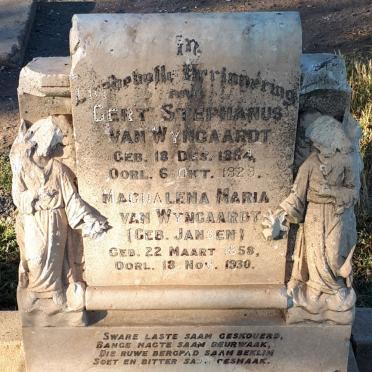 In
Liefdevolle Herinnering
aan
GERT STEPHANUS
VAN WYNGAARDT
GEB. 18 DES. 1854,
OORL. 6 OKT. 1929.
MAGDALENA MARIA
VAN WYNGAARDT
(GEB. JANSEN)
GEB. 22 MAART 1858,
OORL. 18 NOV. 1930.
SWARE LASTE SAAM GESKOUERD,
BANGE NAGTE SAAM DEURWAAK,
DIE RUWE BERGPAD SAAM BEKLIM
SOET EN BITTER SAAM GESMAAK.